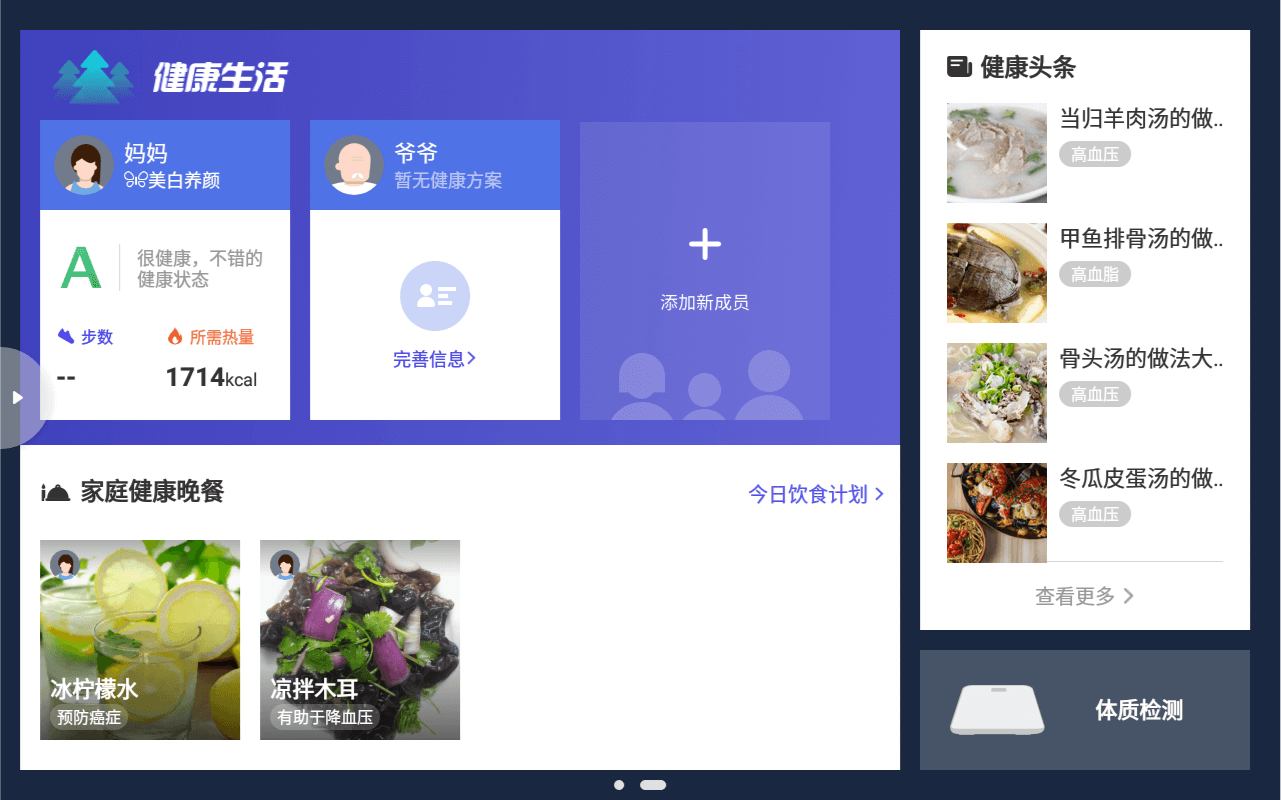 健康生活
妈妈
美白养颜
A
很健康，不错的
健康状态
步数
所需热量
--
1714kcal
爷爷
暂无健康方案
完善信息
添加新成员
家庭健康晚餐
今日饮食计划
冰柠檬水
预防癌症
凉拌木耳
有助于降血压
健康头条
当归羊肉汤的做..
高血压
甲鱼排骨汤的做..
高血脂
骨头汤的做法大..
高血压
冬瓜皮蛋汤的做..
高血压
查看更多
体质检测